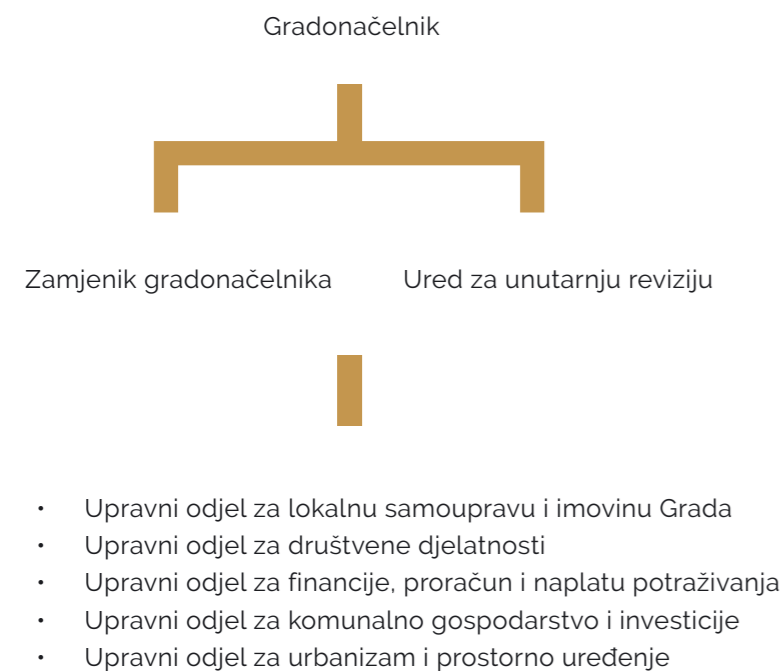 Gradonačelnik
Zamjenik gradonačelnika
Ured za unutarnju reviziju
• Upravni odjel za lokalnu samoupravu i imovinu Grada
• Upravni odjel za društvene djelatnosti
• Upravni odjel za financije, proračun i naplatu potraživanja
• Upravni odjel za komunalno gospodarstvo i investicije
• Upravni odjel za urbanizam i prostorno uređenje